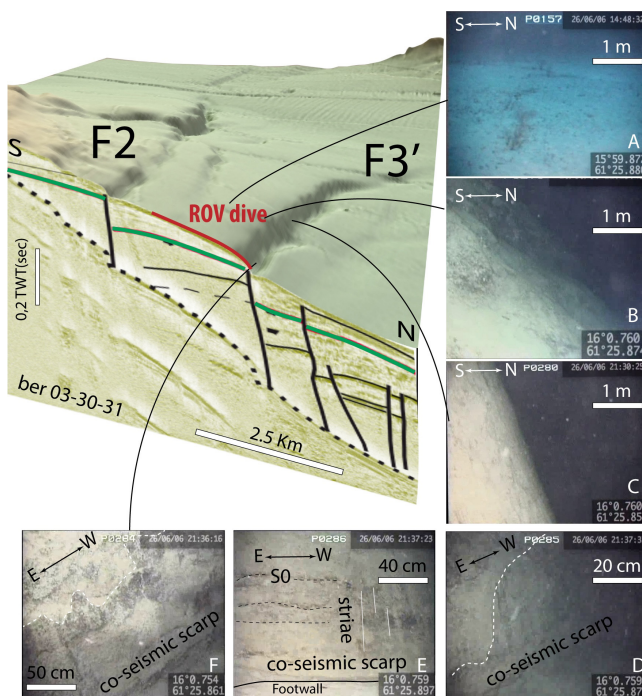 S
N
P0157
26/06/06 14:48:32
1 m
A
15°59.87
61°25.88
F2
F3'
S
ROV dive
0,2 TWT(sec)
N
ber 03-30-31
2.5 Km
S
N
1 m
B
16°0.760
61°25.874
S
N
P0280
26/06/06 21:30:25
1 m
C
16°0.760
61°25.85
P0284
26/06/06 21:36:16
E
W
co-seismic scarp
50 cm
F
16°0.754
61°25.861
P0286
26/06/06 21:37:23
E
W
40 cm
S0
striae
co-seismic scarp
E
Footwall
16°0.759
61°25.897
P0285
26/06/06 21:37:3
E
W
20 cm
co-seismic scarp
D
16°0.759
61°25.897